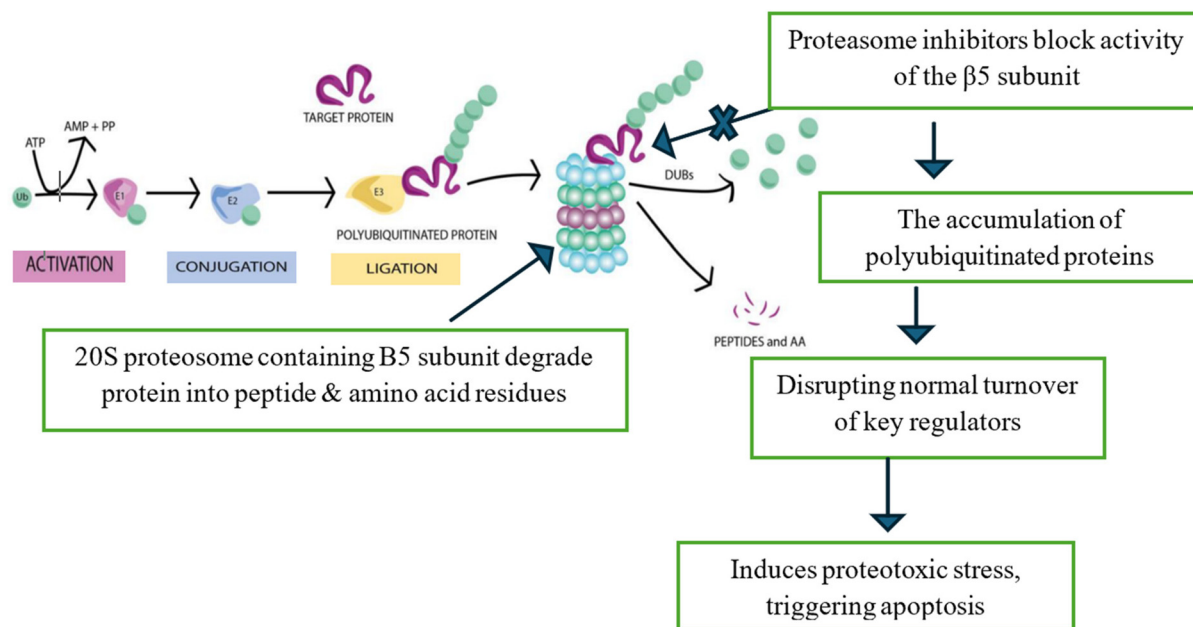 Proteasome inhibitors block activity
of the β5 subunit
TARGET PROTEIN
AMP + PP
ATP
Ub
E1
E2
E3
DUBs
POLYUBIQUITINATED PROTEIN
ACTIVATION
CONJUGATION
LIGATION
The accumulation of
polyubiquitinated proteins
20S proteosome containing B5 subunit degrade
protein into peptide & amino acid residues
PEPTIDES and AA
Disrupting normal turnover
of key regulators
Induces proteotoxic stress,
triggering apoptosis